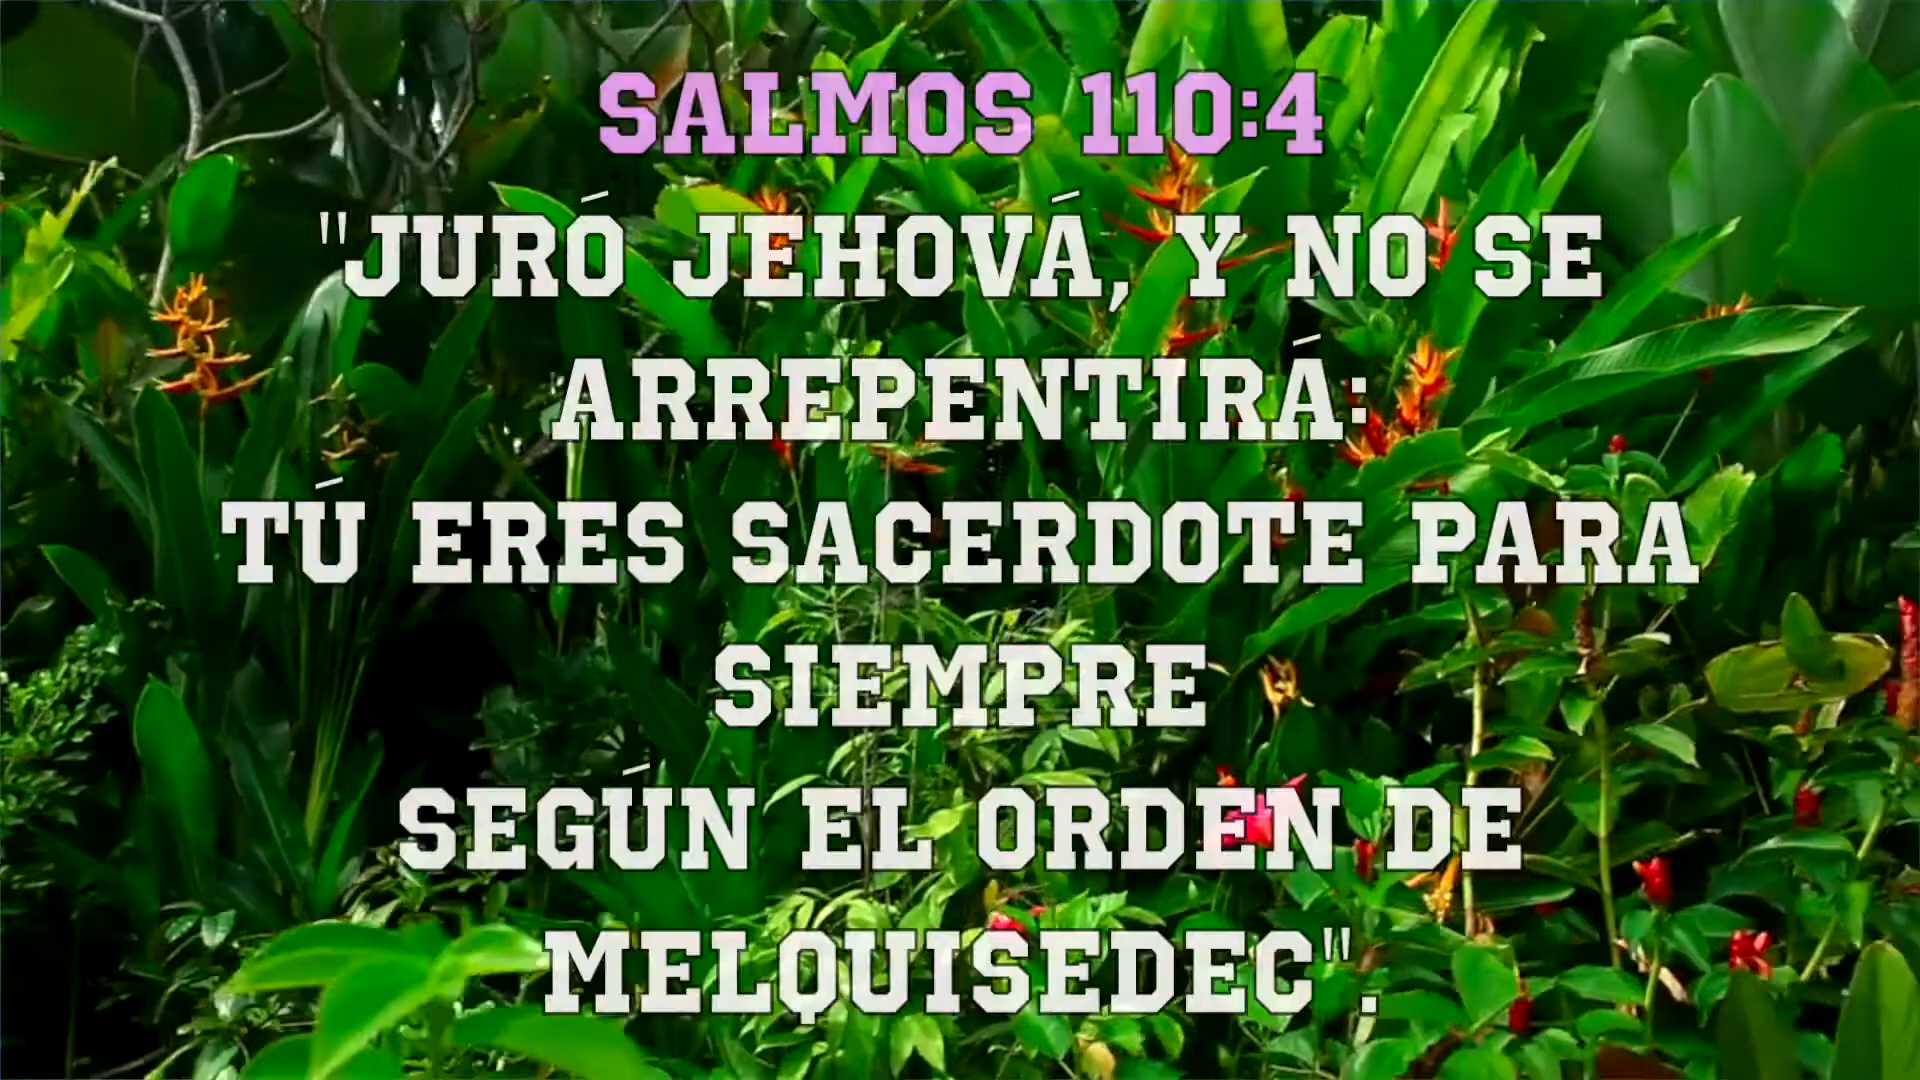 SALMOS 110:4
"JURÓ JEHOVÁ, Y NO SE
ARREPENTIRÁ:
TÚ ERES SACERDOTE PARA
SIEMPRE
SEGÚN EL ORDEN DE
MELQUISEDEC".